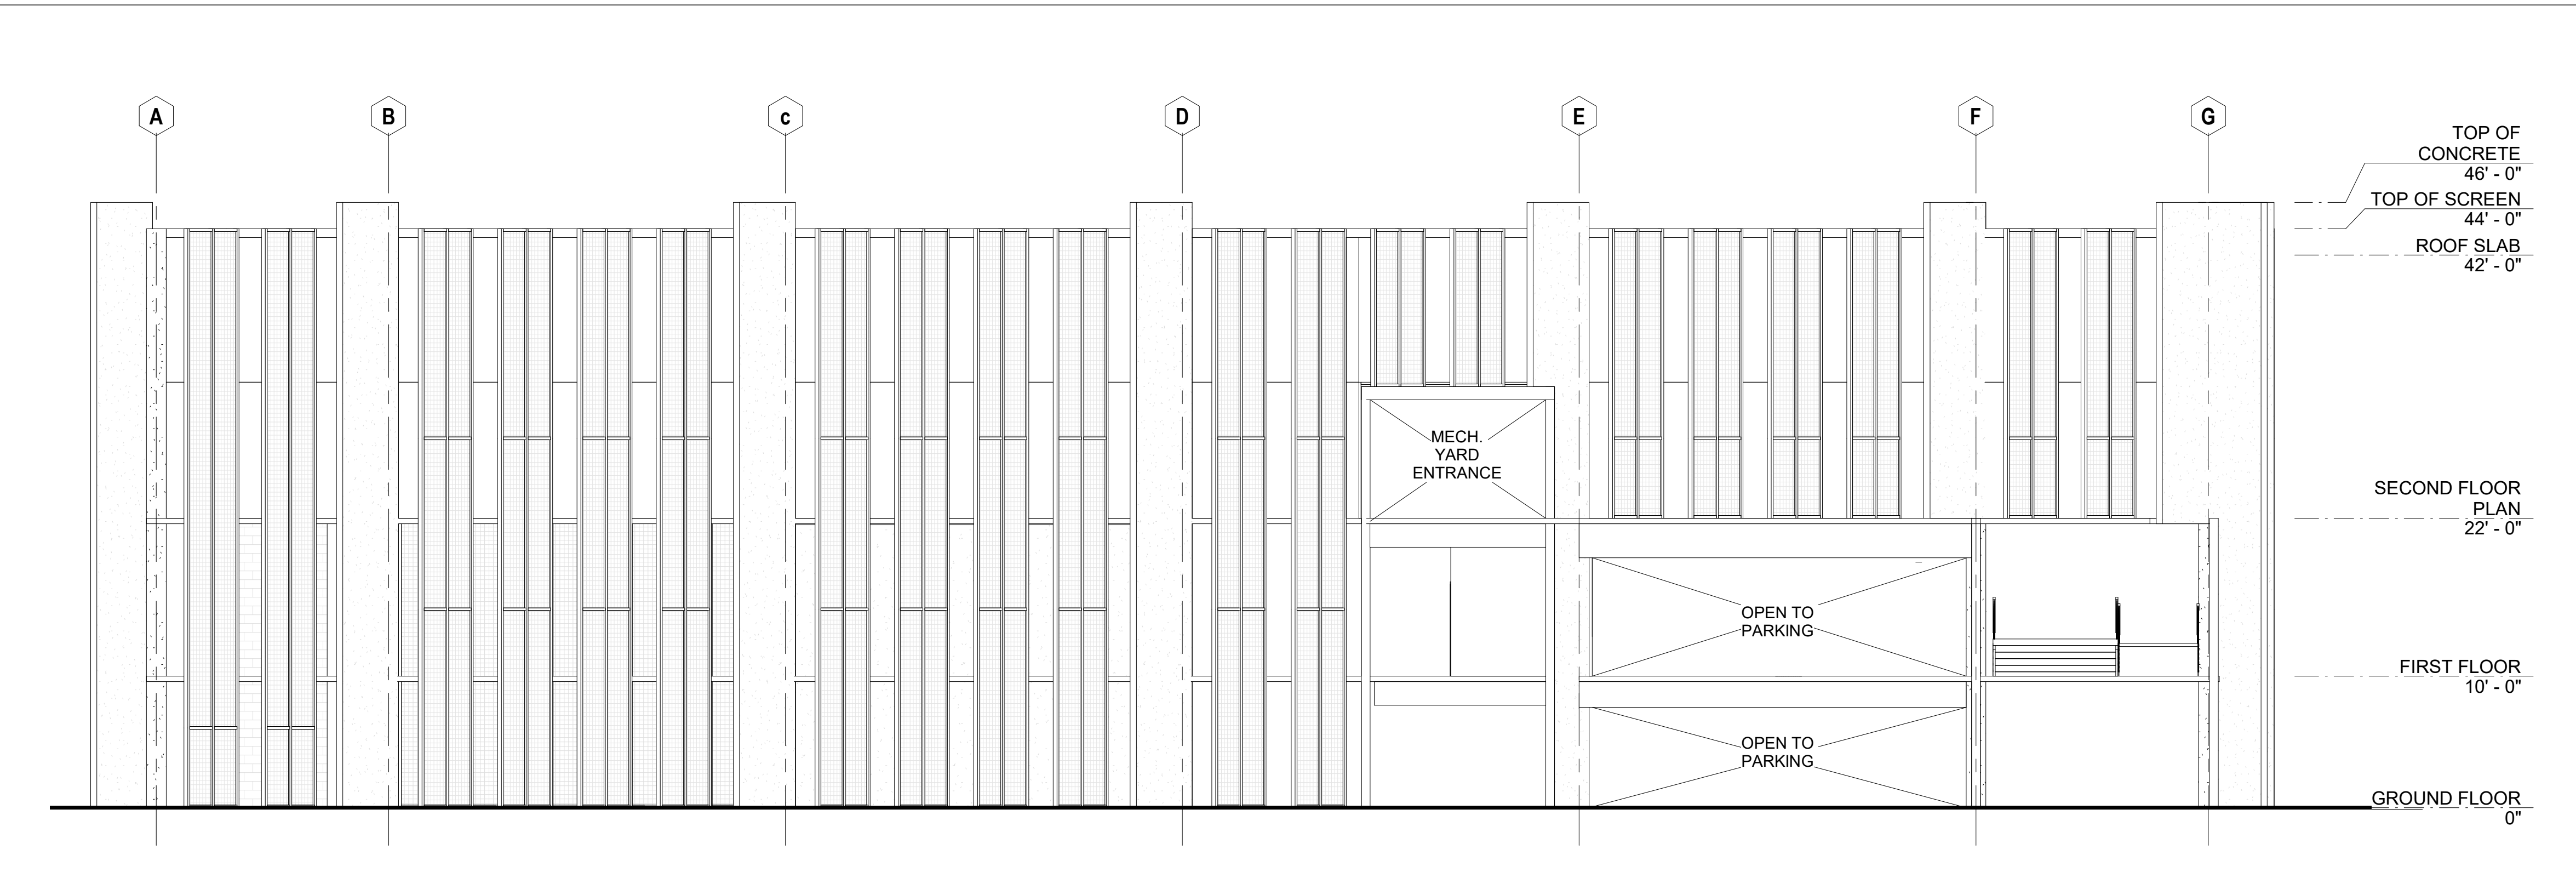 A
B
c
D
E
F
G
TOP OF
CONCRETE
46' - 0"
TOP OF SCREEN
44' - 0"
ROOF SLAB
42' - 0"
MECH.
YARD
ENTRANCE
SECOND FLOOR
PLAN
22' - 0"
OPEN TO
PARKING
FIRST FLOOR
10' - 0"
OPEN TO
PARKING
GROUND FLOOR
0"